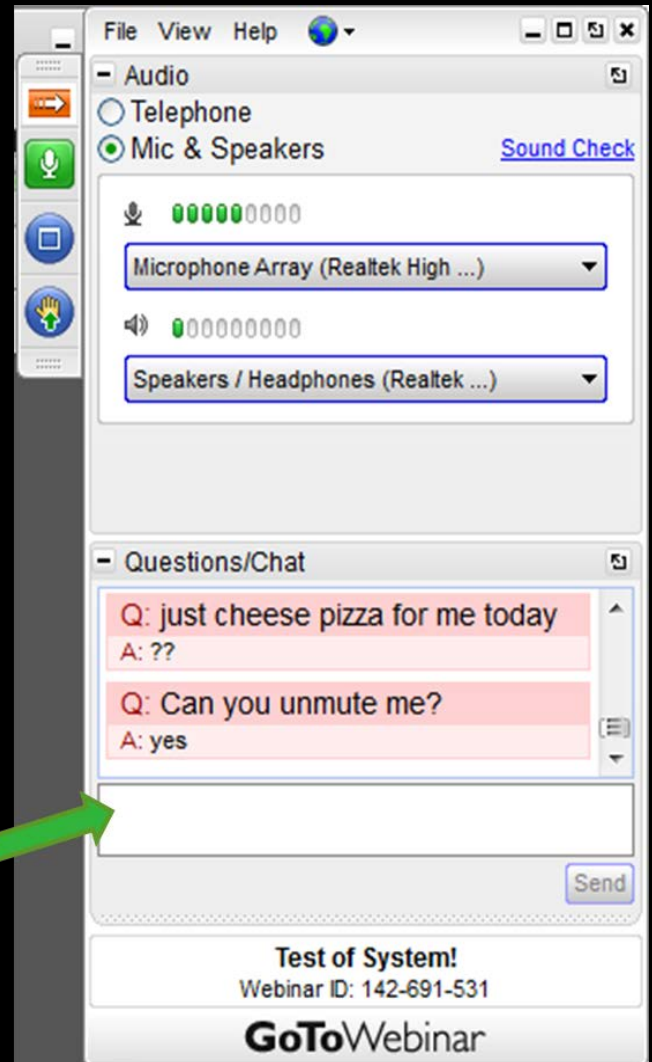 File View Help
Audio
Telephone
Mic & Speakers Sound Check
Microphone Array (Realtek High ...)
Speakers / Headphones (Realtek ...)
Questions/Chat
Q: just cheese pizza for me today
A: ??
Q: Can you unmute me?
A: yes
Send
Test of System!
Webinar ID: 142-691-531
GoToWebinar